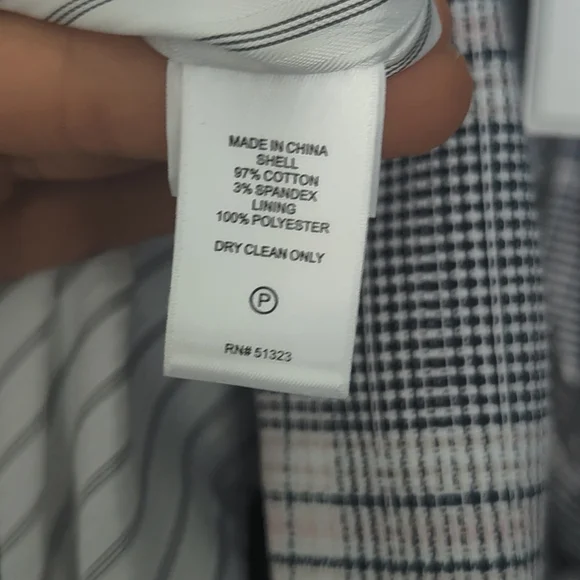 MADE IN CHINA
SHELL
97% COTTON
3% SPANDEX
LINING
100% POLYESTER
DRY CLEAN ONLY
P
RN# 51323